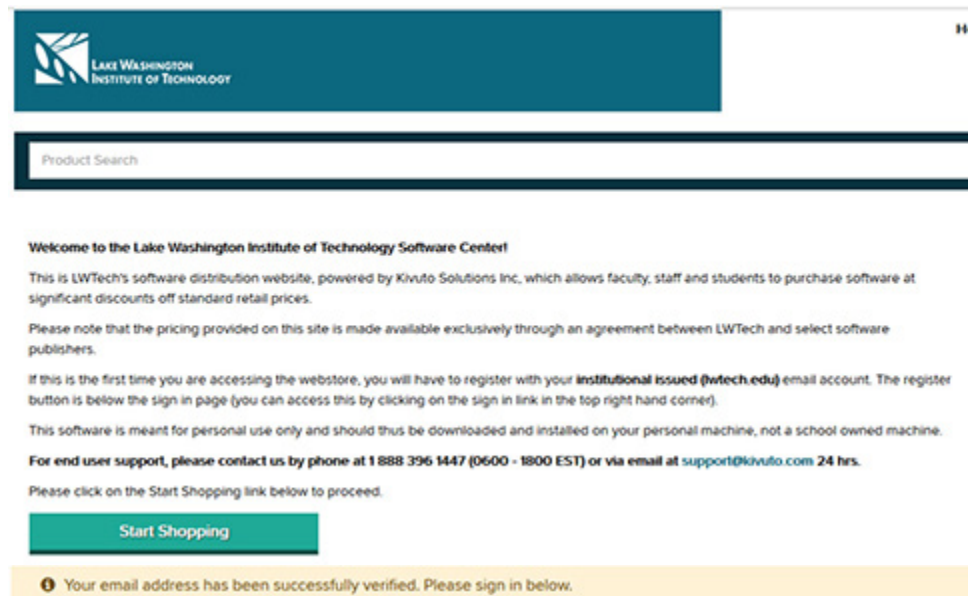 LAKE WASHINGTON
INSTITUTE OF TECHNOLOGY
Product Search
Welcome to the Lake Washington Institute of Technology Software Center!
This is LWTech's software distribution website, powered by Kivuto Solutions Inc, which allows faculty, staff and students to purchase software at
significant discounts off standard retail prices.
Please note that the pricing provided on this site is made available exclusively through an agreement between LWTech and select software
publishers.
If this is the first time you are accessing the webstore, you will have to register with your institutional issued (lwtech.edu) email account. The register
button is below the sign in page (you can access this by clicking on the sign in link in the top right hand corner).
This software is meant for personal use only and should thus be downloaded and installed on your personal machine, not a school owned machine.
For end user support, please contact us by phone at 1 888 396 1447 (0600 - 1800 EST) or via email at support@kivuto.com 24 hrs.
Please click on the Start Shopping link below to proceed.
Start Shopping
Your email address has been successfully verified. Please sign in below.